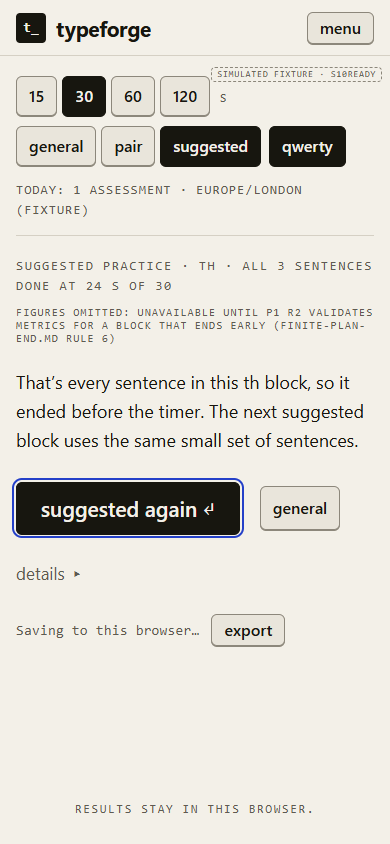 t_ typeforge menu
SIMULATED FIXTURE · S10READY
15 30 60 120 S
general pair suggested qwerty
TODAY: 1 ASSESSMENT · EUROPE/LONDON
(FIXTURE)
SUGGESTED PRACTICE · TH · ALL 3 SENTENCES
DONE AT 24 S OF 30
FIGURES OMITTED: UNAVAILABLE UNTIL P1 R2 VALIDATES
METRICS FOR A BLOCK THAT ENDS EARLY (FINITE-PLAN-
END.MD RULE 6)
That's every sentence in this th block, so it
ended before the timer. The next suggested
block uses the same small set of sentences.
suggested again ↵ general
details ▸
Saving to this browser… export
RESULTS STAY IN THIS BROWSER.